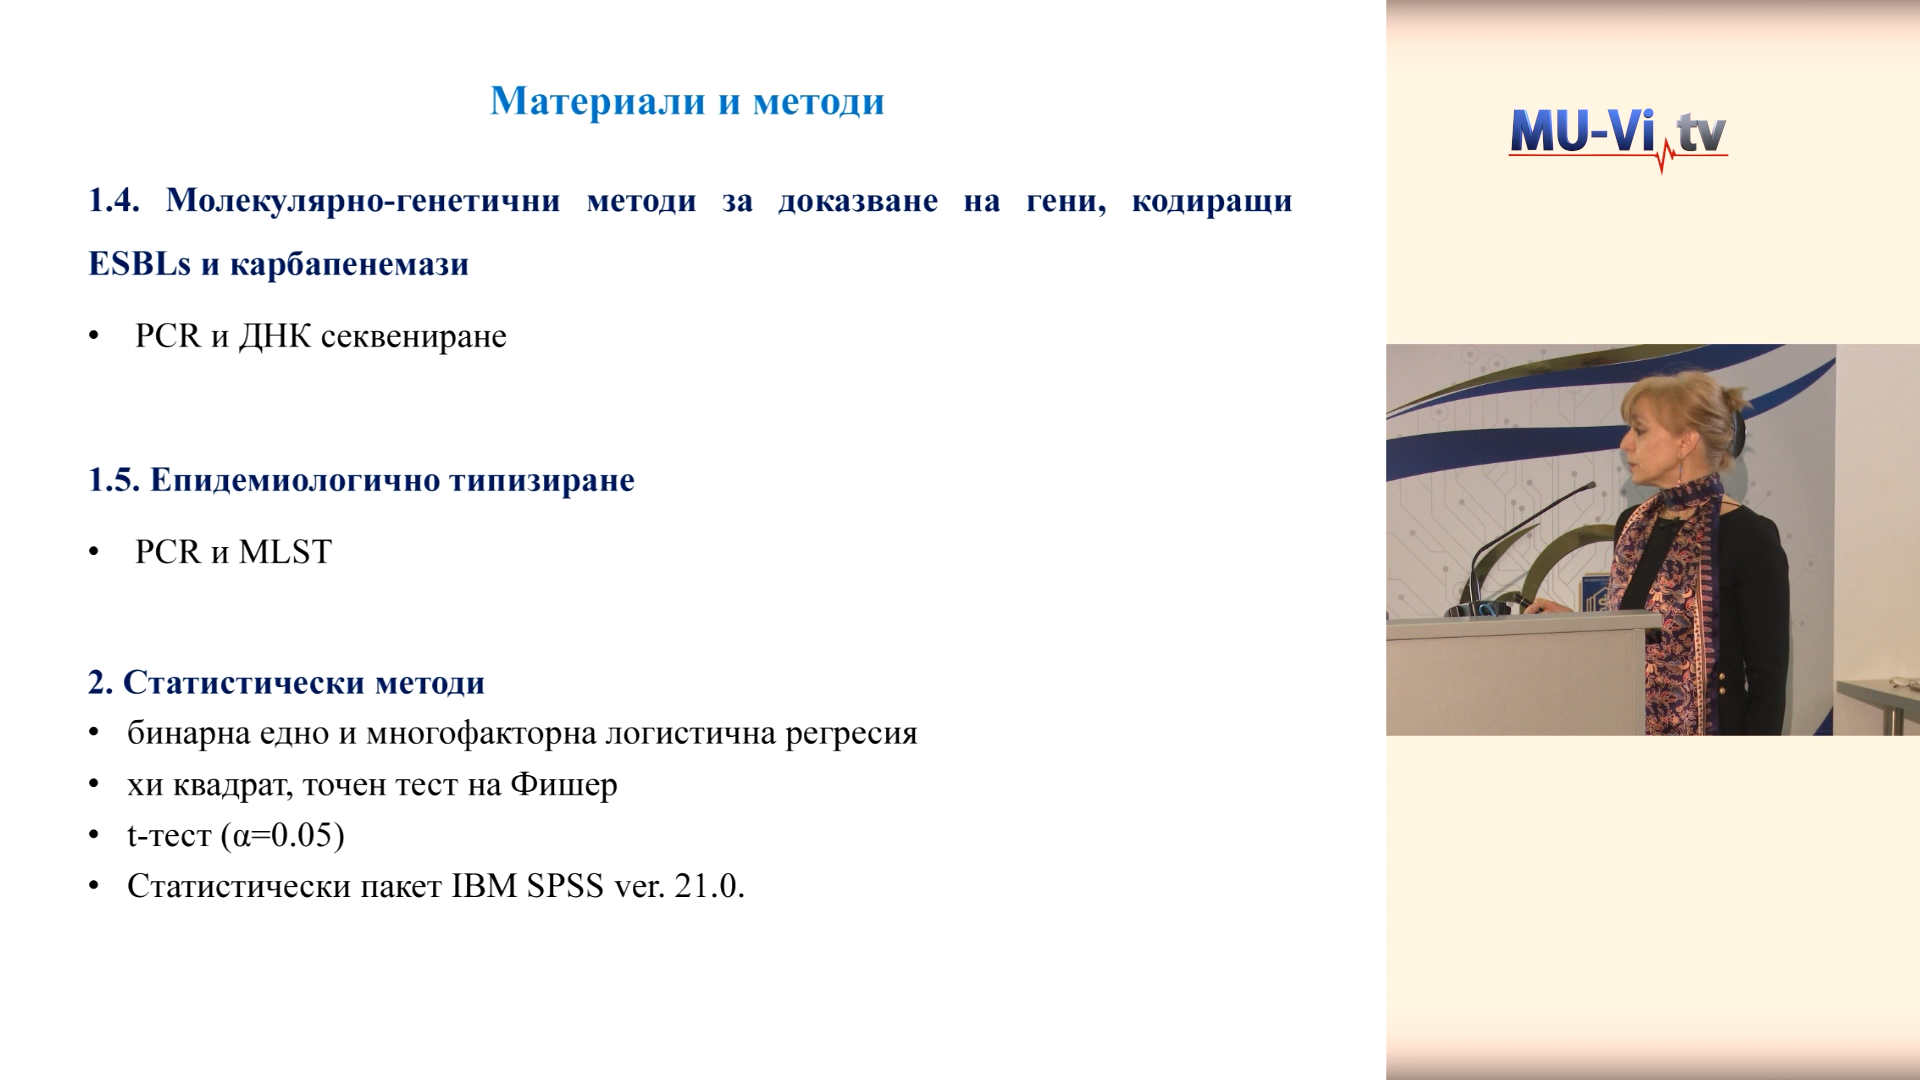 Материали и методи
1.4. Молекулярно-генетични методи за доказване на гени, кодиращи
ESBLs и карбапенемази
• PCR и ДНК секвениране
1.5. Епидемиологично типизиране
• PCR и MLST
2. Статистически методи
• бинарна едно и многофакторна логистична регресия
• хи квадрат, точен тест на Фишер
• t-тест (α=0.05)
• Статистически пакет IBM SPSS ver. 21.0.
MU-Vi tv